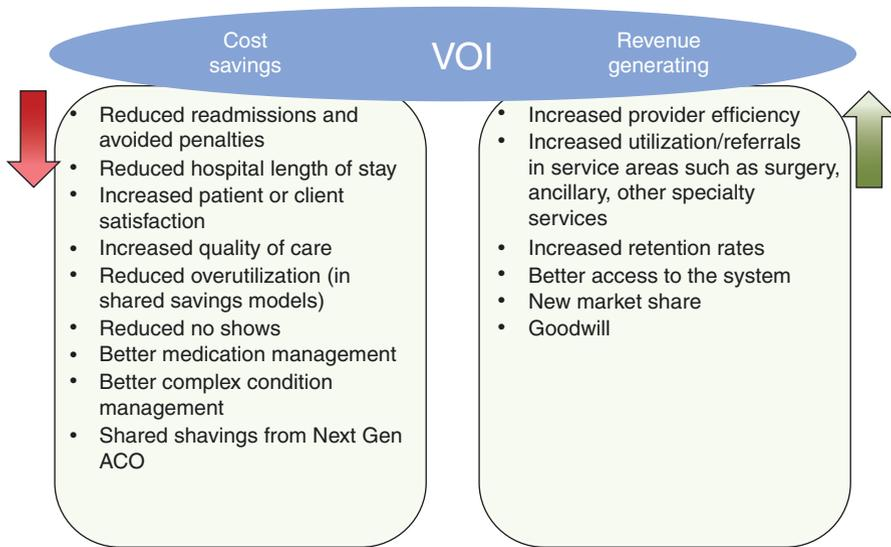 Cost
savings
VOI
Revenue
generating
• Reduced readmissions and
avoided penalties
• Reduced hospital length of stay
• Increased patient or client
satisfaction
• Increased quality of care
• Reduced overutilization (in
shared savings models)
• Reduced no shows
• Better medication management
• Better complex condition
management
• Shared shavings from Next Gen
ACO
• Increased provider efficiency
• Increased utilization/referrals
in service areas such as surgery,
ancillary, other specialty
services
• Increased retention rates
• Better access to the system
• New market share
• Goodwill